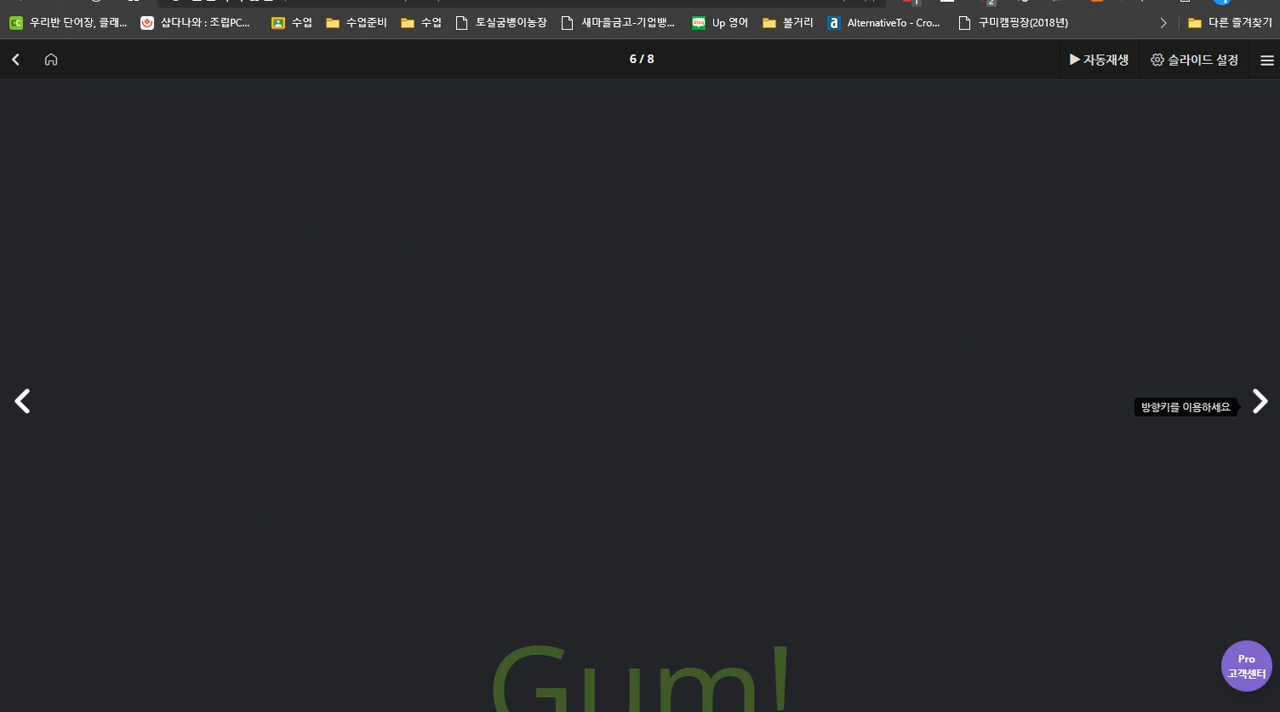 우리반 단어장, 클래...
샵다나와 : 조립PC...
수업
수업준비
수업
토실굼벵이농장
새마을금고-기업뱅...
Up 영어
볼거리
AlternativeTo - Cro...
구미캠핑장(2018년)
다른 즐겨찾기
6 / 8
자동재생
슬라이드 설정
방향키를 이용하세요
Gum!
Pro
고객센터